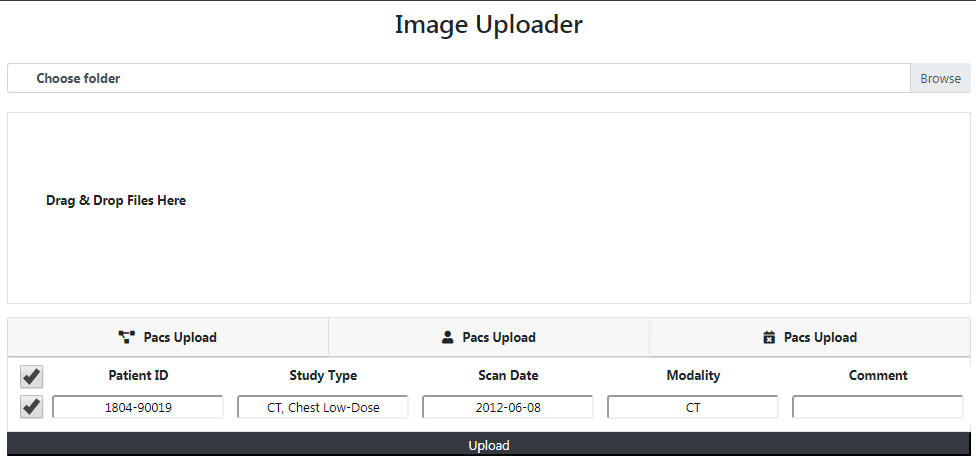 Image Uploader
Choose folder Browse
Drag & Drop Files Here
Pacs Upload Pacs Upload Pacs Upload
Patient ID Study Type Scan Date Modality Comment
1804-90019 CT, Chest Low-Dose 2012-06-08 CT
Upload